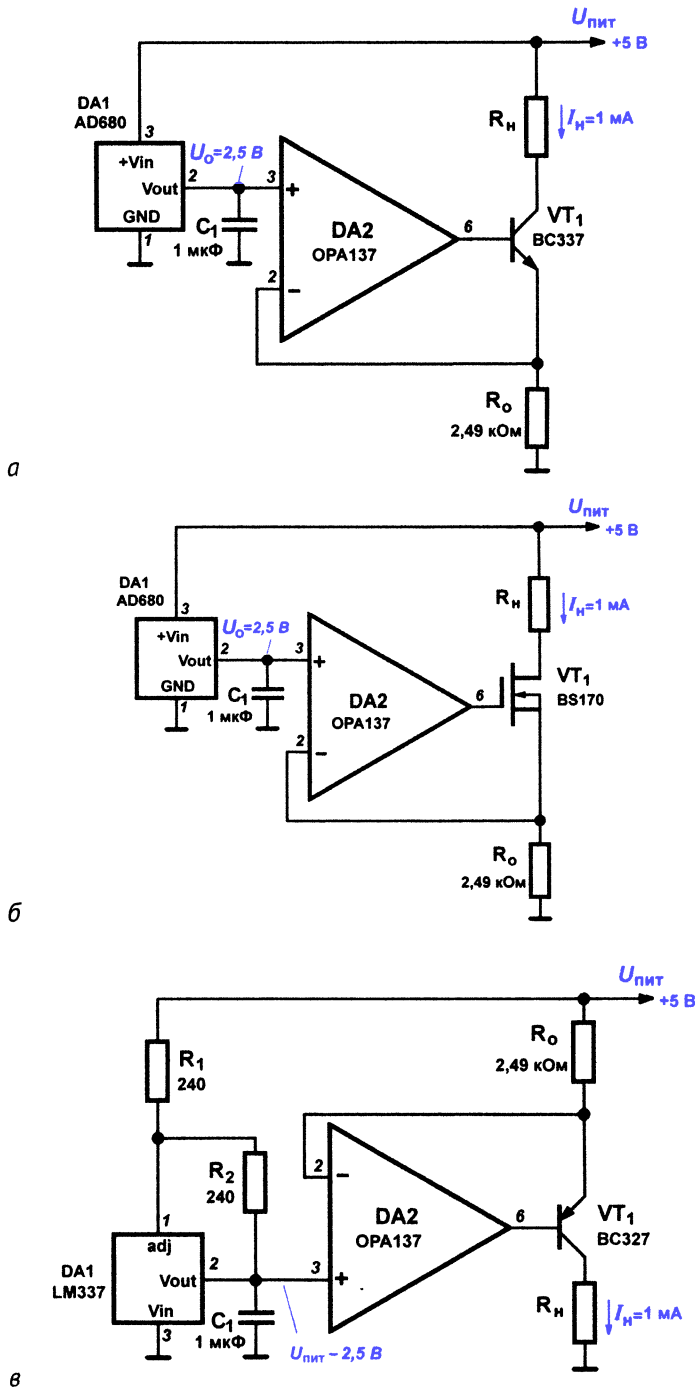 Uпит
+5 В
DA1
AD680
3
+Vin
Vout
GND
2
1
Uо=2,5 В
C1
1 мкФ
3
+
2
−
DA2
OPA137
6
Rн
Iн=1 мА
VT1
BC337
Rо
2,49 кОм
а
Uпит
+5 В
DA1
AD680
3
+Vin
Vout
GND
2
1
Uо=2,5 В
C1
1 мкФ
3
+
2
−
DA2
OPA137
6
Rн
Iн=1 мА
VT1
BS170
Rо
2,49 кОм
б
Uпит
+5 В
R1
240
R2
240
Rо
2,49 кОм
DA1
LM337
1
adj
Vout
Vin
2
3
C1
1 мкФ
Uпит – 2,5 В
2
−
3
+
DA2
OPA137
6
VT1
BC327
Rн
Iн=1 мА
в